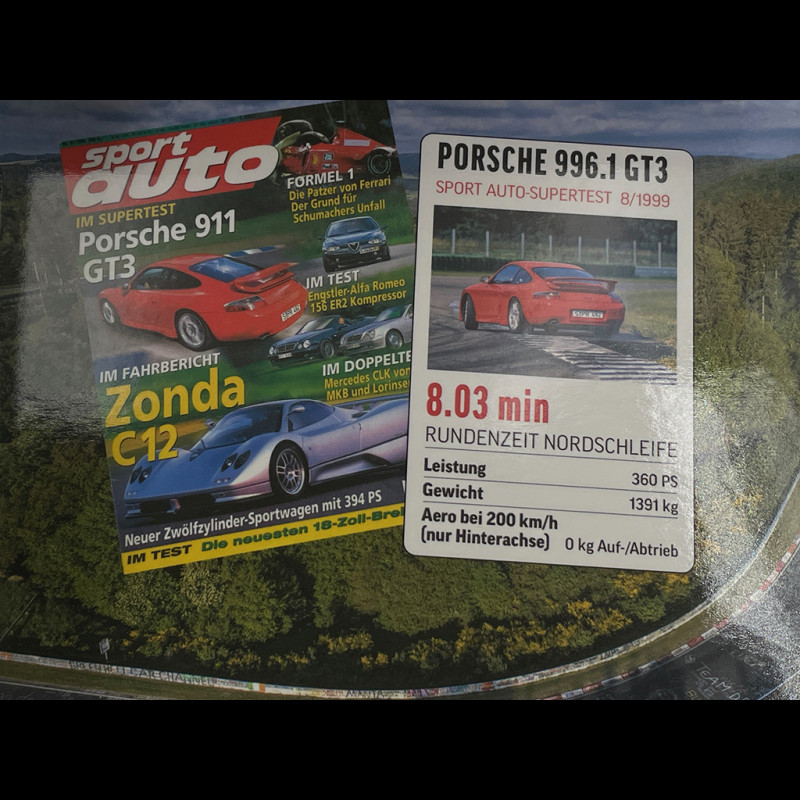 sport
auto
IM SUPERTEST
Porsche 911
GT3
FORMEL 1
Die Patzer von Ferrari
Der Grund für
Schumachers Unfall
IM TEST
Engstler-Alfa Romeo
156 ER2 Kompressor
IM FAHRBERICHT
Zonda
C12
IM DOPPELTE
Mercedes CLK von
MKB und Lorinser
Neuer Zwölfzylinder-Sportwagen mit 394 PS
IM TEST Die neuesten 18-Zoll-Brei
PORSCHE 996.1 GT3
SPORT AUTO-SUPERTEST 8/1999
8.03 min
RUNDENZEIT NORDSCHLEIFE
Leistung 360 PS
Gewicht 1391 kg
Aero bei 200 km/h
(nur Hinterachse) 0 kg Auf-/Abtrieb
TEAM